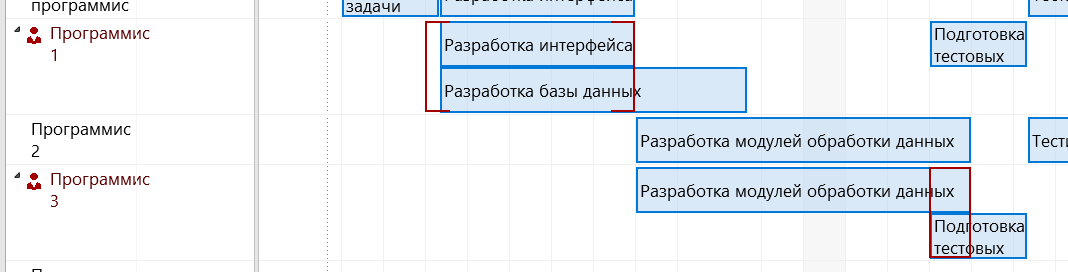 программис
задачи
Разработка интерфейса
Программис
1
Разработка интерфейса
Подготовка
тестовых
Разработка базы данных
Программис
2
Разработка модулей обработки данных
Тести
Программис
3
Разработка модулей обработки данных
Подготовка
тестовых